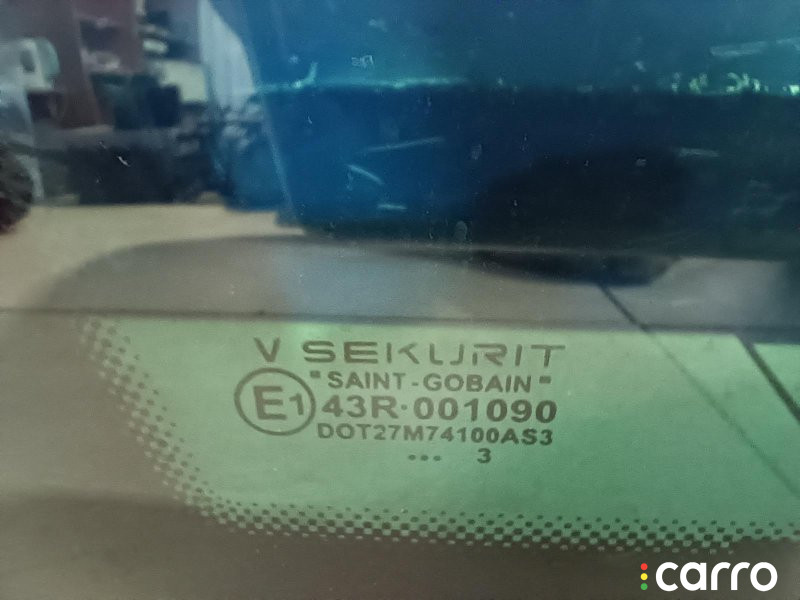 V SEKURIT
"SAINT-GOBAIN"
E1 43R·001090
DOT27M74100AS3
... 3
carro